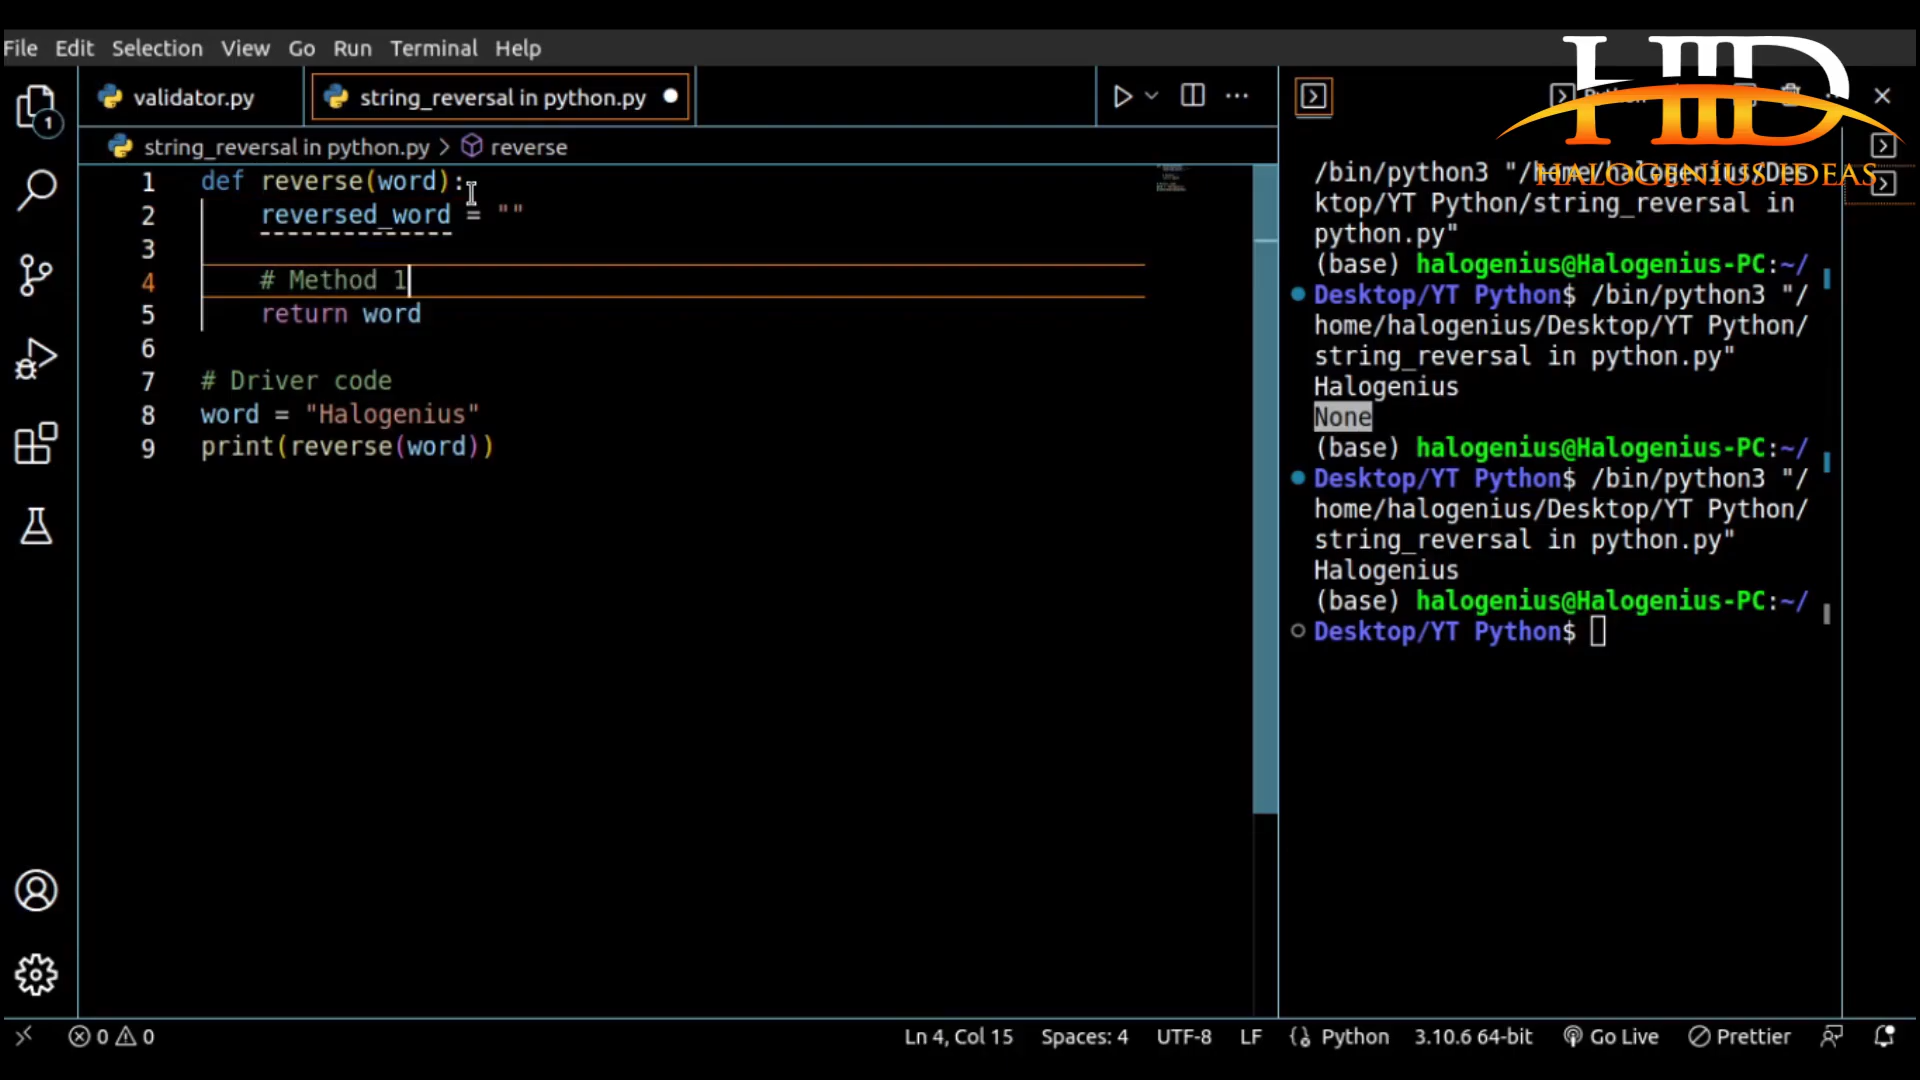 File Edit Selection View Go Run Terminal Help
validator.py
string_reversal in python.py
string_reversal in python.py > reverse
1 def reverse(word):
2 reversed_word = ""
3
4 # Method 1
5 return word
6
7 # Driver code
8 word = "Halogenius"
9 print(reverse(word))
1
HID
HALOGENIUS IDEAS
/bin/python3 "/home/halogenius/Des
ktop/YT Python/string_reversal in
python.py"
(base) halogenius@Halogenius-PC:~/
Desktop/YT Python$ /bin/python3 "/
home/halogenius/Desktop/YT Python/
string_reversal in python.py"
Halogenius
None
(base) halogenius@Halogenius-PC:~/
Desktop/YT Python$ /bin/python3 "/
home/halogenius/Desktop/YT Python/
string_reversal in python.py"
Halogenius
(base) halogenius@Halogenius-PC:~/
Desktop/YT Python$
0 0
Ln 4, Col 15 Spaces: 4 UTF-8 LF Python 3.10.6 64-bit Go Live Prettier